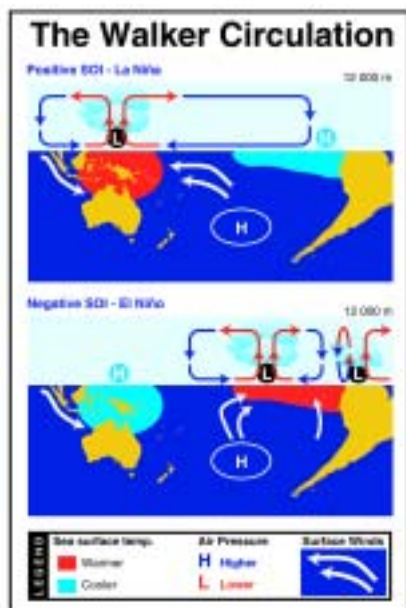 The Walker Circulation
Positive SOI - La Niño
12 000 m
L
H
H
Negative SOI - El Niño
12 000 m
H
L
L
H
LEGEND
Sea surface temp.
Warmer
Cooler
Air Pressure
H Higher
L Lower
Surface Winds